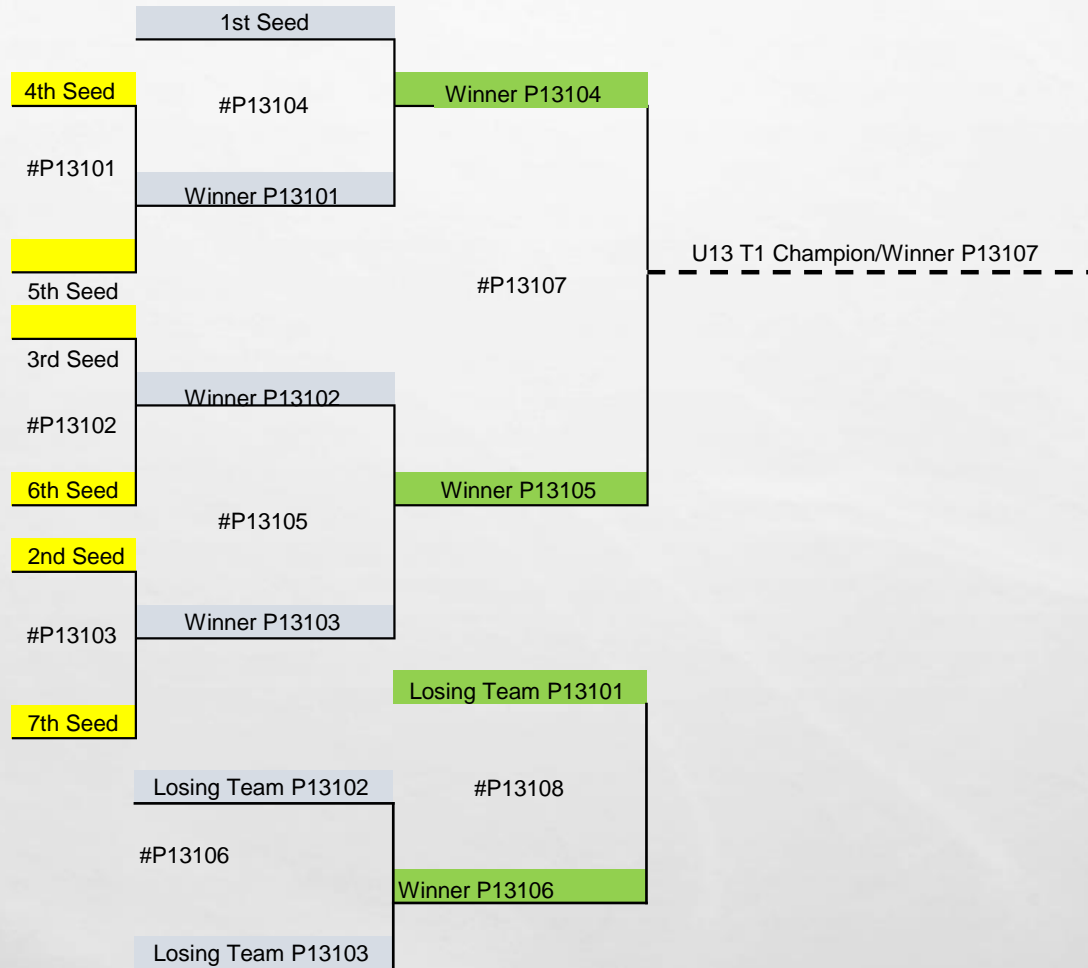 1st Seed
4th Seed
#P13104
Winner P13104
#P13101
Winner P13101
U13 T1 Champion/Winner P13107
5th Seed
#P13107
3rd Seed
Winner P13102
#P13102
6th Seed
Winner P13105
#P13105
2nd Seed
Winner P13103
#P13103
Losing Team P13101
7th Seed
Losing Team P13102
#P13108
#P13106
Winner P13106
Losing Team P13103